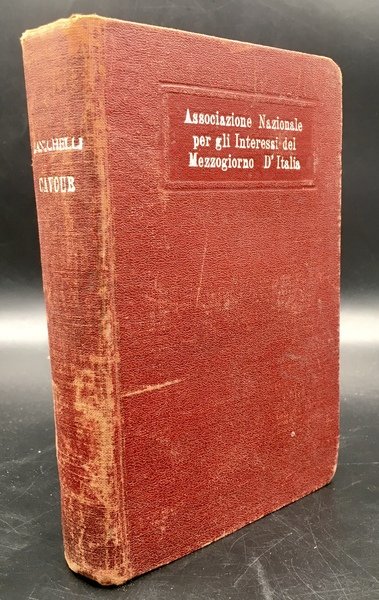 Associazione Nazionale
per gli Interessi del
Mezzogiorno D'Italia
CAVOUR